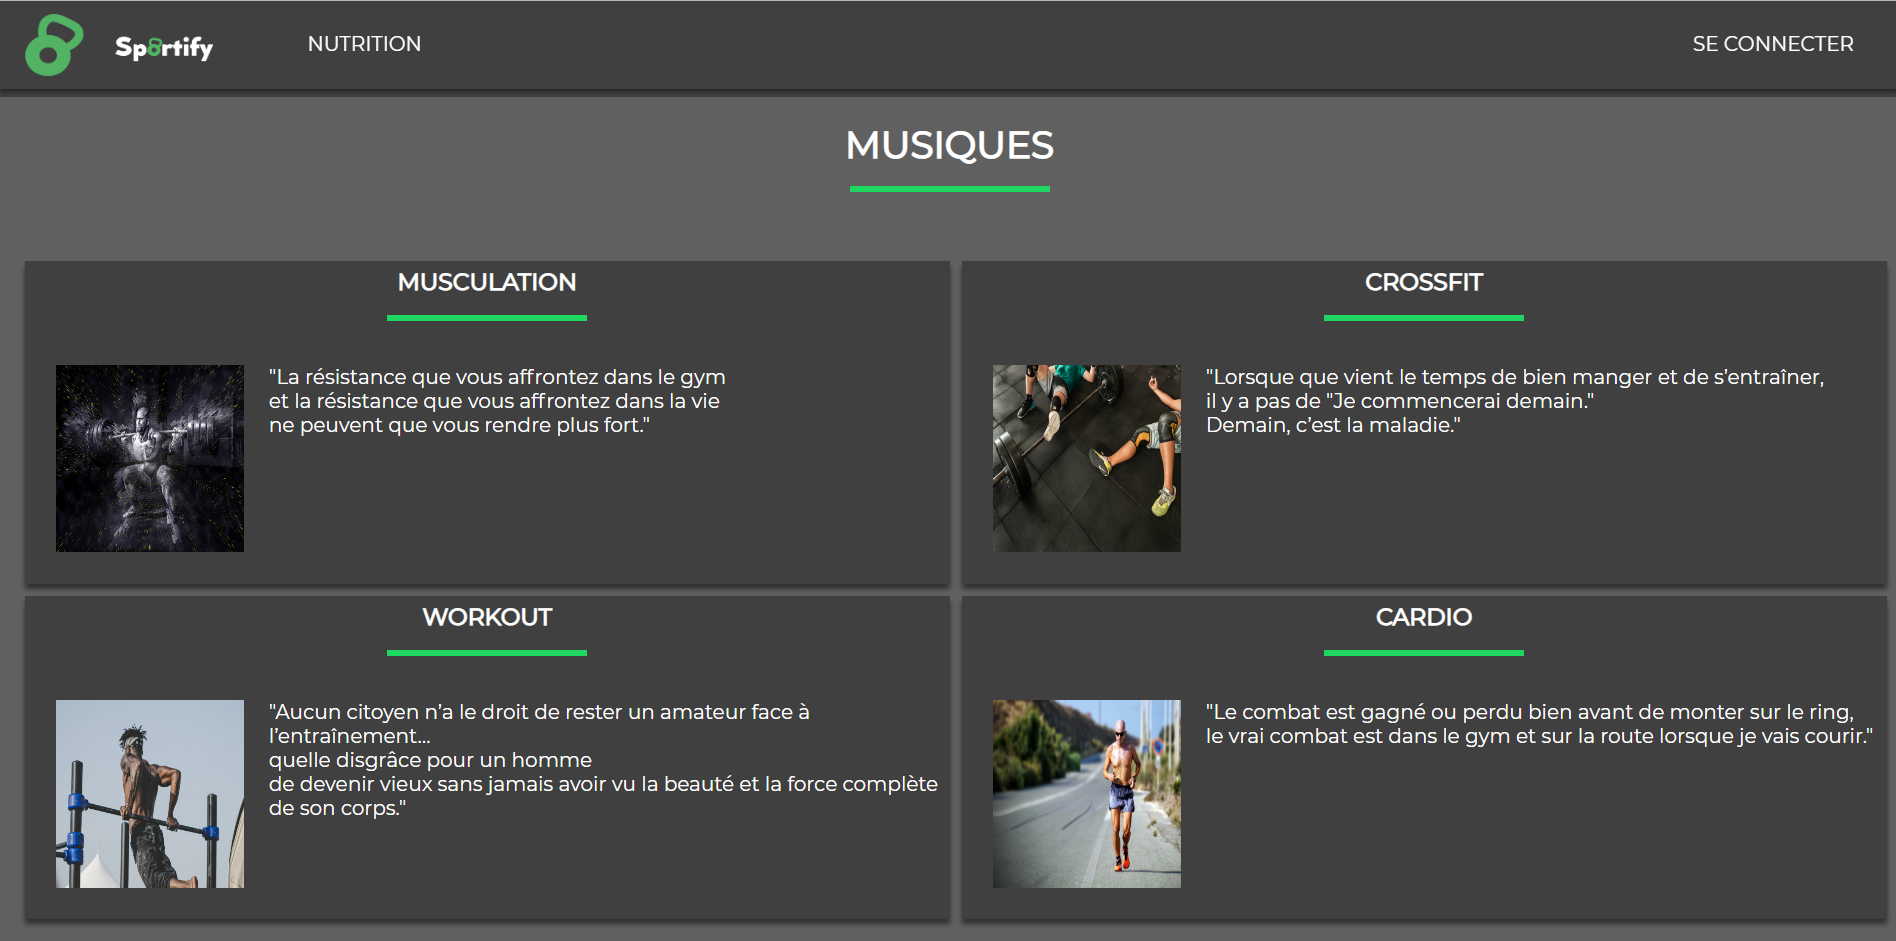 Sportify
NUTRITION
SE CONNECTER
MUSIQUES
MUSCULATION
"La résistance que vous affrontez dans le gym
et la résistance que vous affrontez dans la vie
ne peuvent que vous rendre plus fort."
CROSSFIT
"Lorsque que vient le temps de bien manger et de s’entraîner,
il y a pas de "Je commencerai demain."
Demain, c’est la maladie."
WORKOUT
"Aucun citoyen n’a le droit de rester un amateur face à
l’entraînement...
quelle disgrâce pour un homme
de devenir vieux sans jamais avoir vu la beauté et la force complète
de son corps."
CARDIO
"Le combat est gagné ou perdu bien avant de monter sur le ring,
le vrai combat est dans le gym et sur la route lorsque je vais courir."